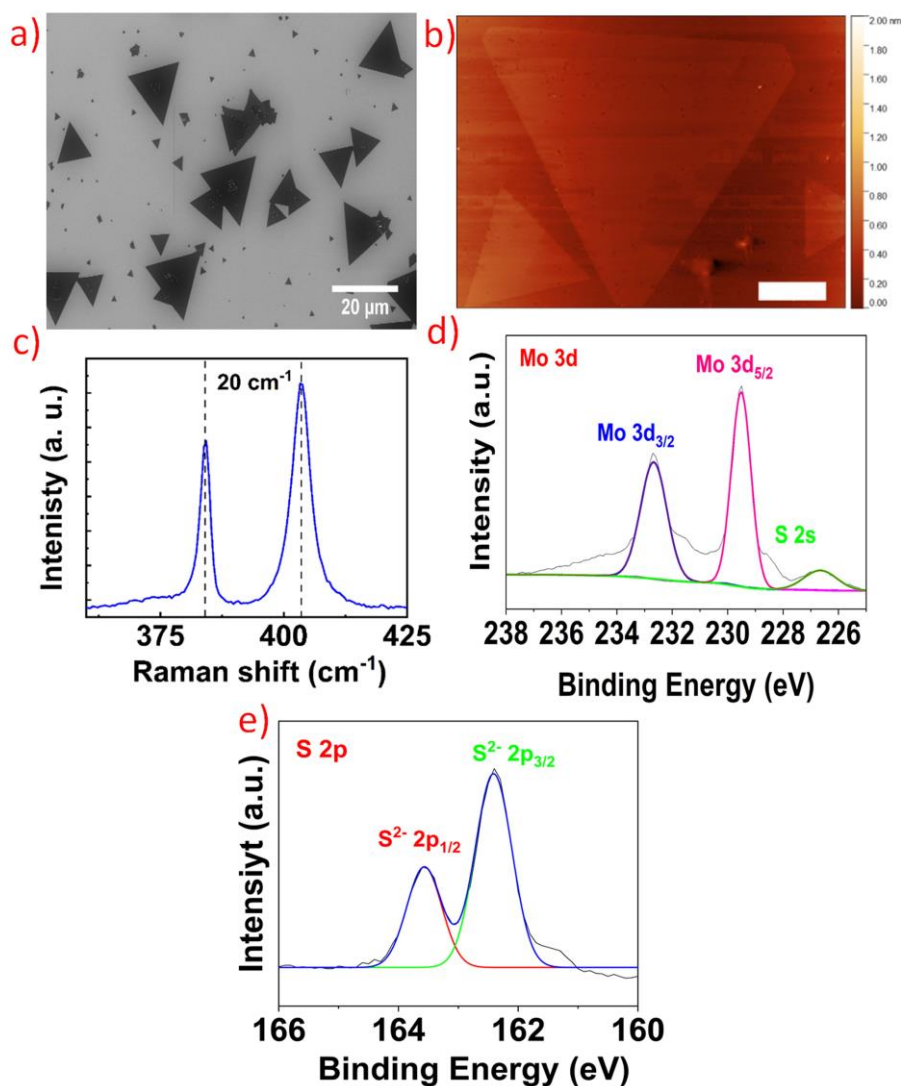 a)
20 µm
b)
2.00 nm
1.80
1.60
1.40
1.20
1.00
0.80
0.60
0.40
0.20
0.00
c)
20 cm⁻¹
Intenisty (a. u.)
375 400 425
Raman shift (cm⁻¹)
d)
Mo 3d
Mo 3d₅/₂
Mo 3d₃/₂
S 2s
Intensity (a.u.)
238 236 234 232 230 228 226
Binding Energy (eV)
e)
S 2p
S²⁻ 2p₃/₂
S²⁻ 2p₁/₂
Intensiyt (a.u.)
166 164 162 160
Binding Energy (eV)